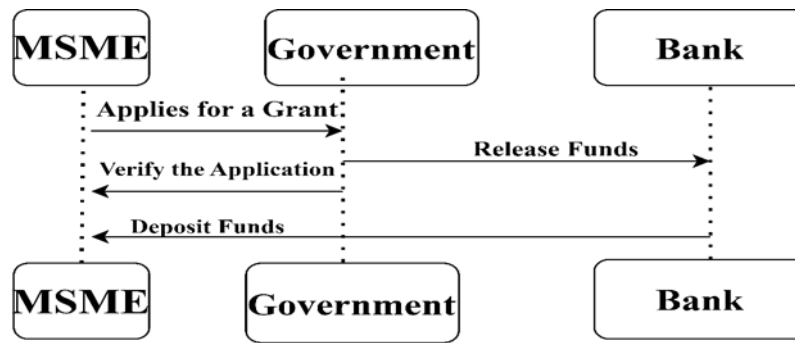 MSME
Government
Bank
Applies for a Grant
Release Funds
Verify the Application
Deposit Funds
MSME
Government
Bank